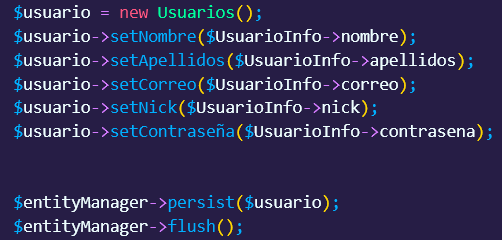 $usuario = new Usuarios();
$usuario->setNombre($UsuarioInfo->nombre);
$usuario->setApellidos($UsuarioInfo->apellidos);
$usuario->setCorreo($UsuarioInfo->correo);
$usuario->setNick($UsuarioInfo->nick);
$usuario->setContraseña($UsuarioInfo->contrasena);
$entityManager->persist($usuario);
$entityManager->flush();